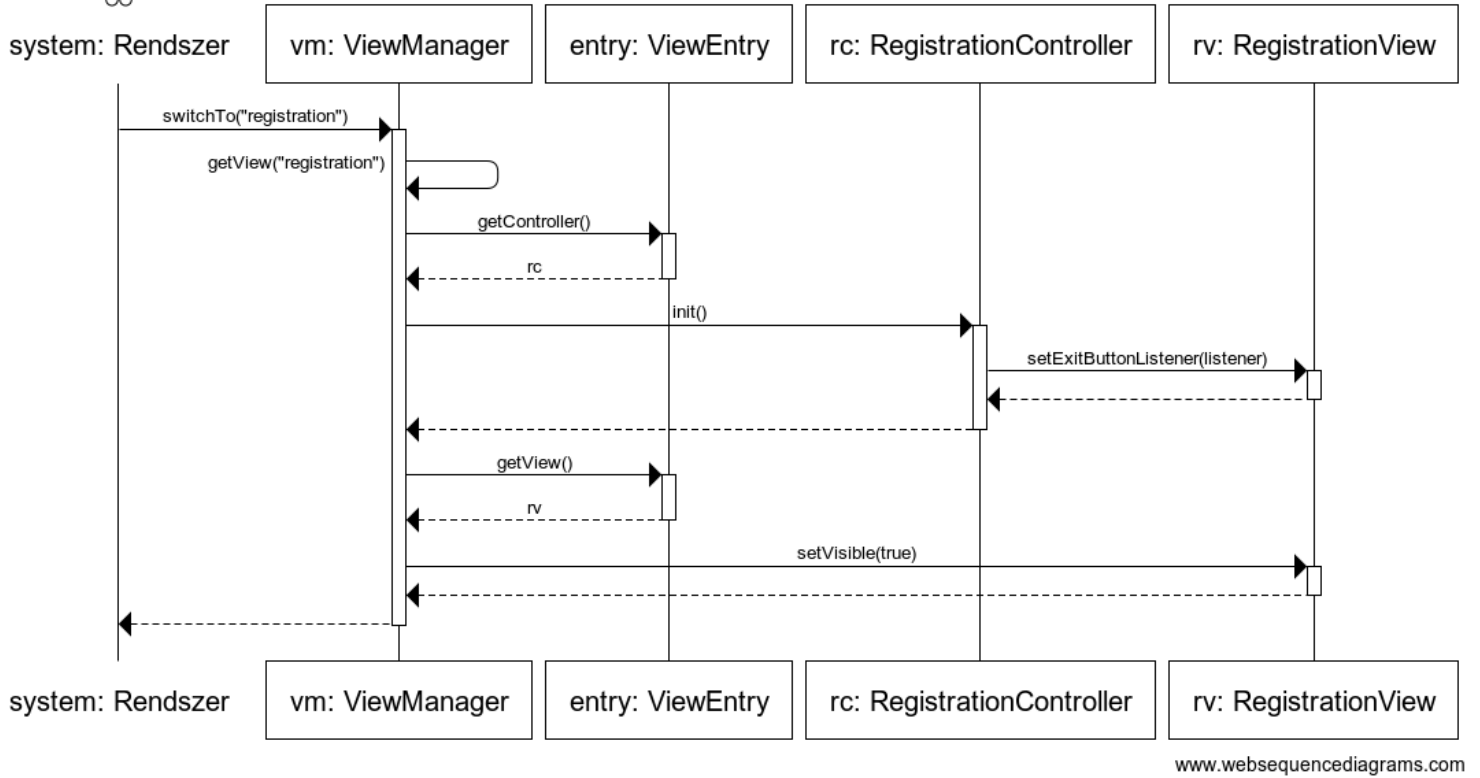 system: Rendszer
vm: ViewManager
entry: ViewEntry
rc: RegistrationController
rv: RegistrationView
switchTo("registration")
getView("registration")
getController()
rc
init()
setExitButtonListener(listener)
getView()
rv
setVisible(true)
system: Rendszer
vm: ViewManager
entry: ViewEntry
rc: RegistrationController
rv: RegistrationView
www.websequencediagrams.com